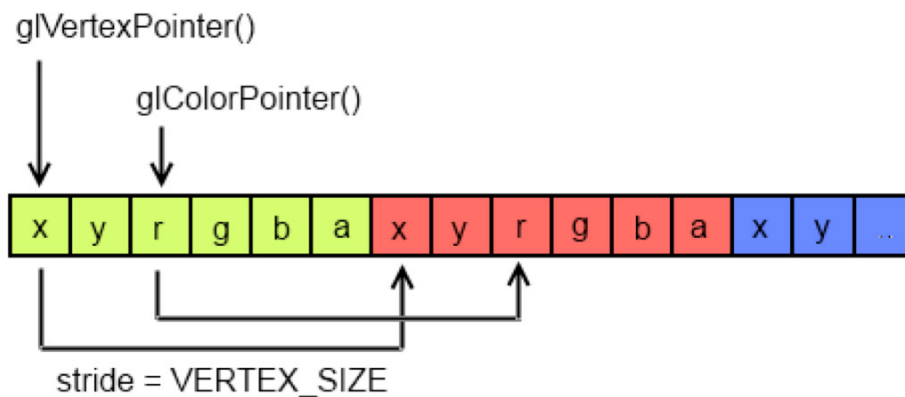 glVertexPointer()
glColorPointer()
x y r g b a x y r g b a x y ..
stride = VERTEX_SIZE